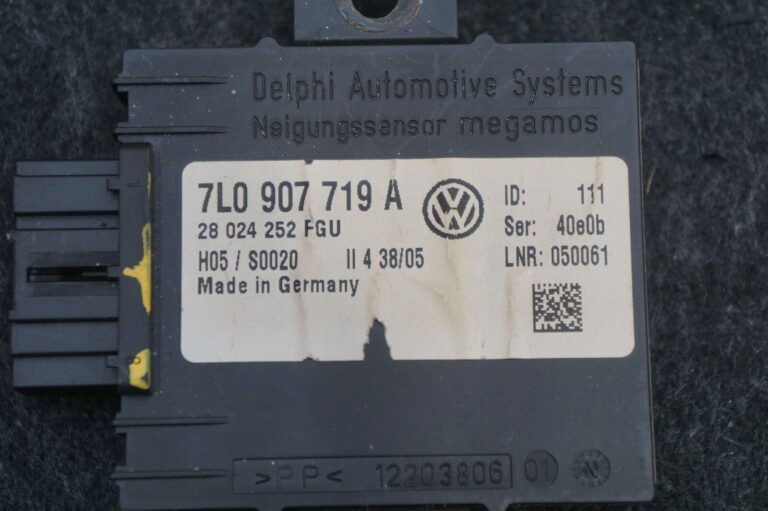 Delphi Automotive Systems
Neigungssensor megamos
7L0 907 719 A
28 024 252 FGU
H05 / S0020 II 4 38/05
Made in Germany
VW
ID: 111
Ser: 40e0b
LNR: 050061
>PP< 12203806 01